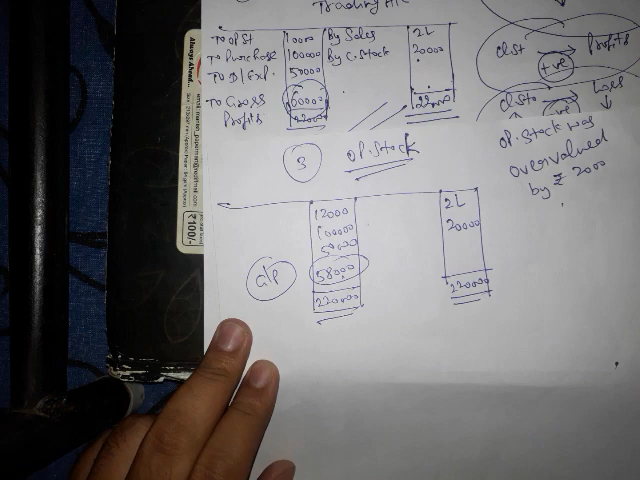 Trading A/c
To OP St 10000 By Sales 2L
To Purchase 100000 By C. Stock 20000
To D/Exp. 50000
To Gross 60000
Profits 220000 220000
Cl St → Profits
+ve
Cl Sto → Loss
3 OP. Stock
OP. Stock was
overvalued
by ₹ 2000
12000 2L
100000 20000
50000
G/P 58000
220000 220000
Always Ahead...
₹100/-